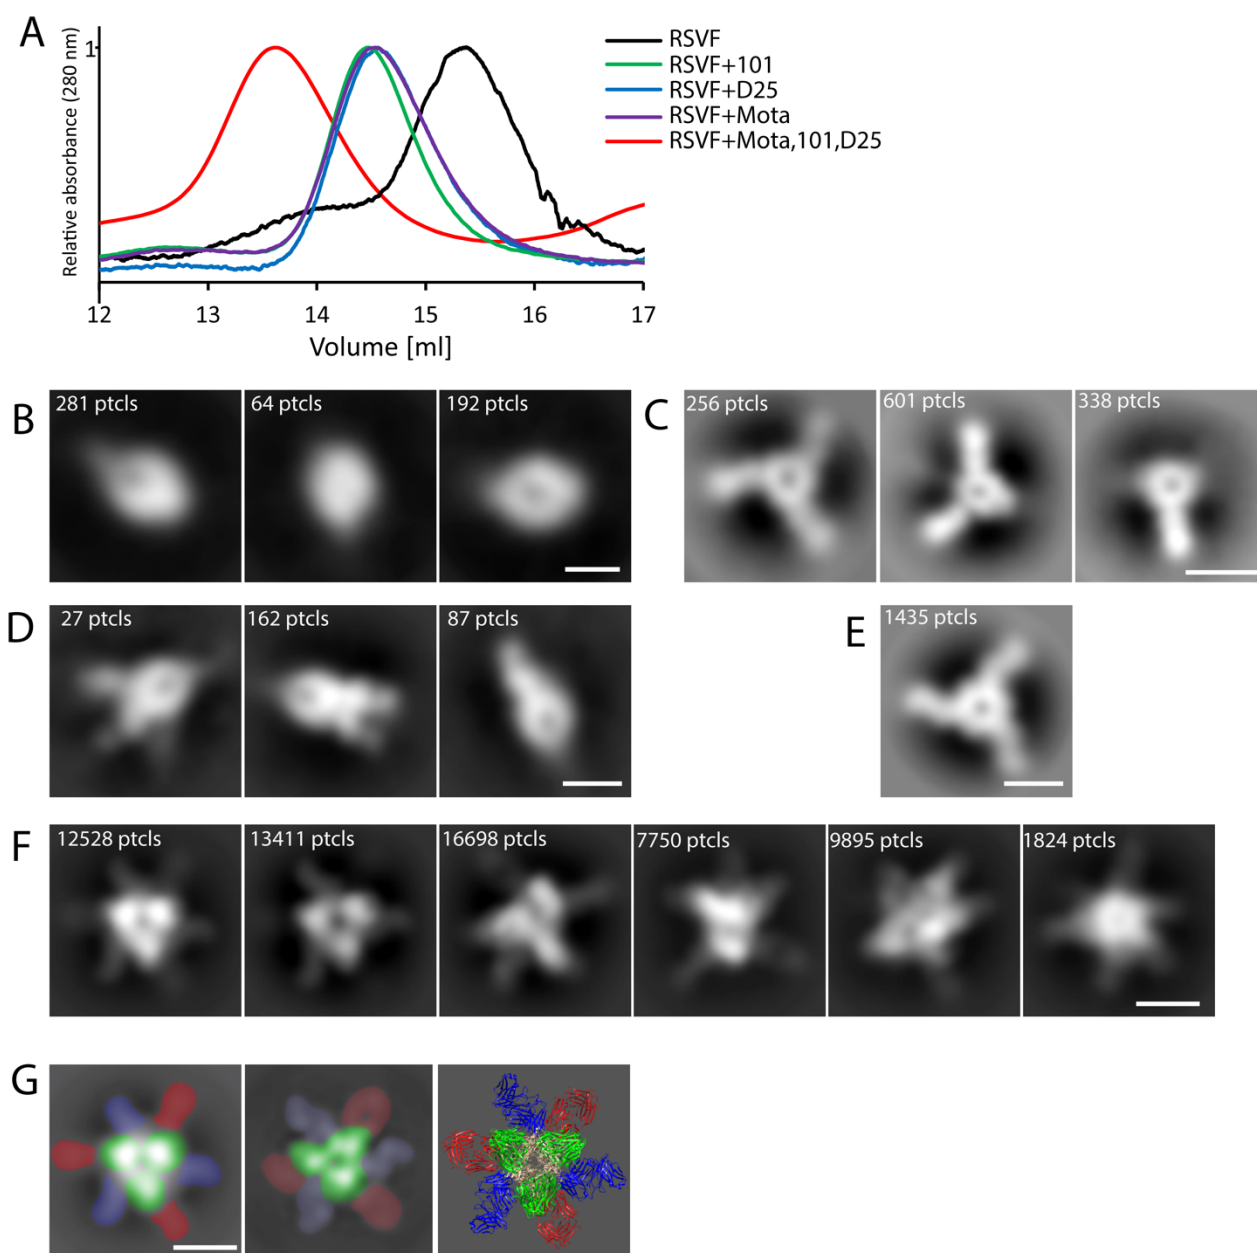 A
Relative absorbance (280 nm)
1
12 13 14 15 16 17
Volume [ml]
RSVF
RSVF+101
RSVF+D25
RSVF+Mota
RSVF+Mota,101,D25
B
281 ptcls 64 ptcls 192 ptcls
C
256 ptcls 601 ptcls 338 ptcls
D
27 ptcls 162 ptcls 87 ptcls
E
1435 ptcls
F
12528 ptcls 13411 ptcls 16698 ptcls 7750 ptcls 9895 ptcls 1824 ptcls
G